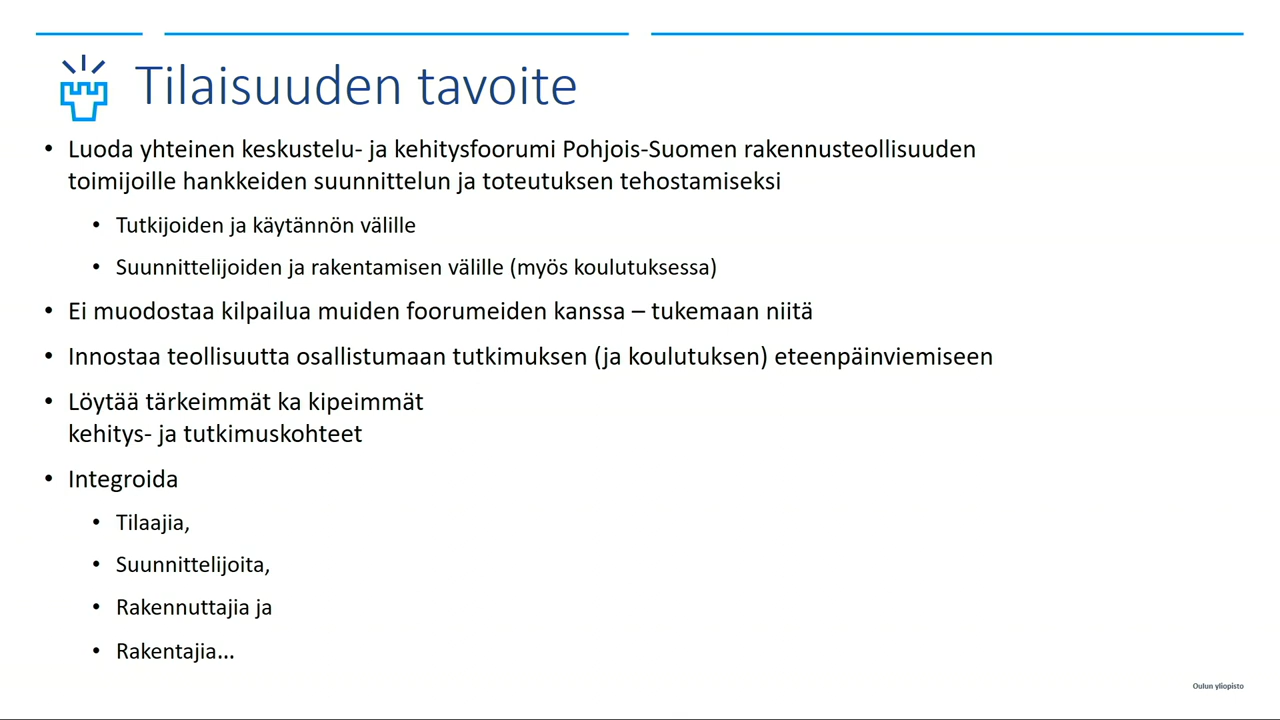 Tilaisuuden tavoite
• Luoda yhteinen keskustelu- ja kehitysfoorumi Pohjois-Suomen rakennusteollisuuden
toimijoille hankkeiden suunnittelun ja toteutuksen tehostamiseksi
• Tutkijoiden ja käytännön välille
• Suunnittelijoiden ja rakentamisen välille (myös koulutuksessa)
• Ei muodostaa kilpailua muiden foorumeiden kanssa – tukemaan niitä
• Innostaa teollisuutta osallistumaan tutkimuksen (ja koulutuksen) eteenpäinviemiseen
• Löytää tärkeimmät ka kipeimmät
kehitys- ja tutkimuskohteet
• Integroida
• Tilaajia,
• Suunnittelijoita,
• Rakennuttajia ja
• Rakentajia...
Oulun yliopisto